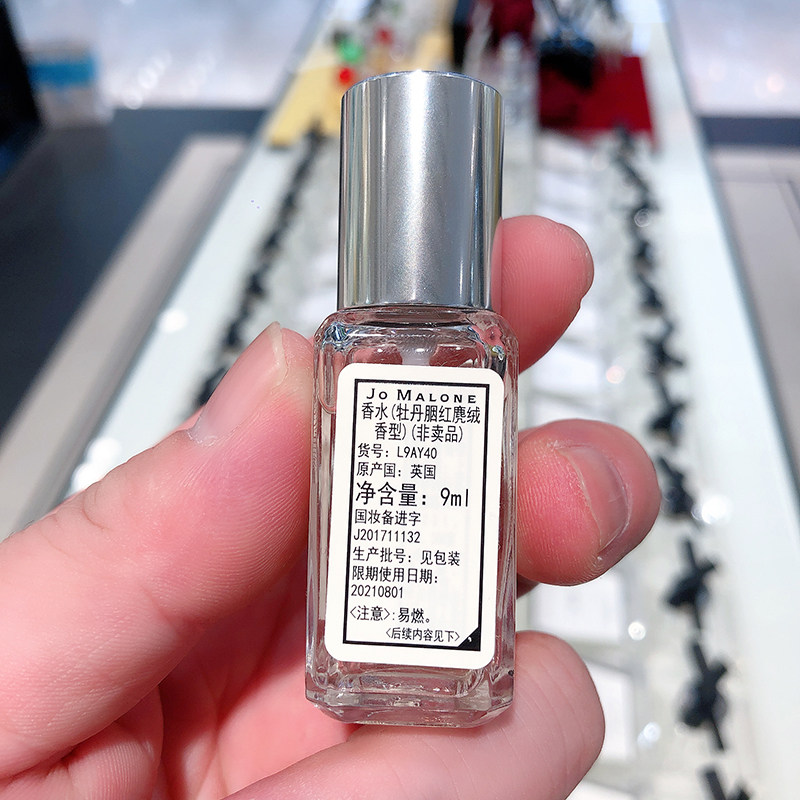 JO MALONE
香水(牡丹胭红麂绒
香型)(非卖品)
货号：L9AY40
原产国：英国
净含量：9ml
国妆备进字
J201711132
生产批号：见包装
限期使用日期：
20210801
<注意>:易燃。
<后续内容见下>